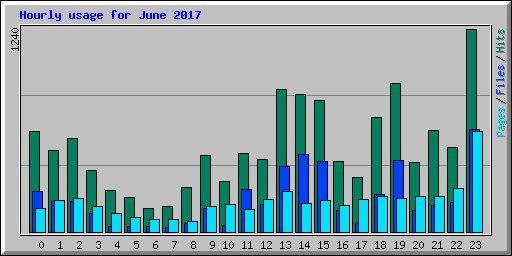 Hourly usage for June 2017
1240
Pages/Files/Hits
0 1 2 3 4 5 6 7 8 9 10 11 12 13 14 15 16 17 18 19 20 21 22 23